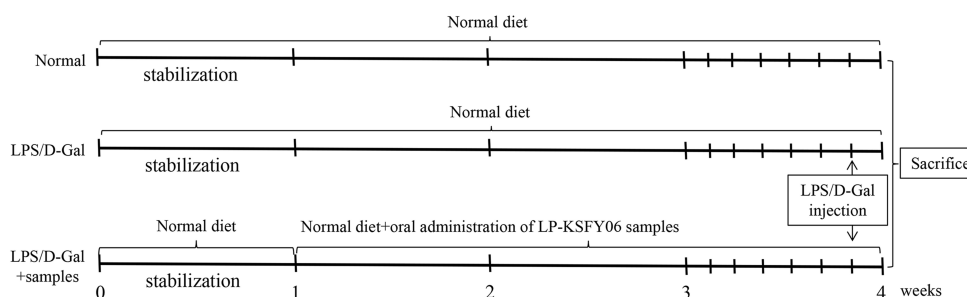 Normal diet
Normal
stabilization
Normal diet
LPS/D-Gal
stabilization
Sacrifice
LPS/D-Gal
injection
Normal diet
Normal diet+oral administration of LP-KSFY06 samples
LPS/D-Gal
+samples
stabilization
0 1 2 3 4 weeks